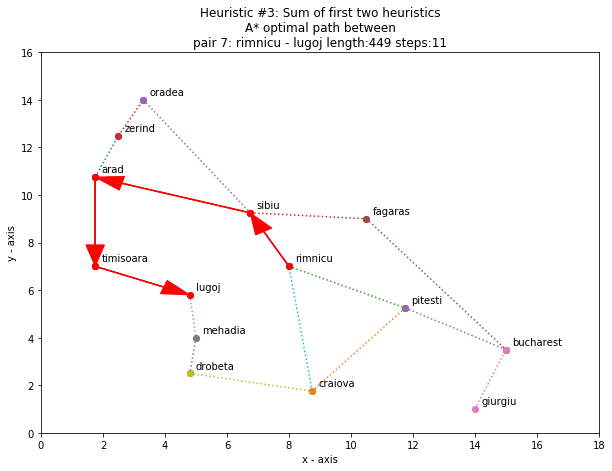 Heuristic #3: Sum of first two heuristics
A* optimal path between
pair 7: rimnicu - lugoj length:449 steps:11
16
14
12
10
8
6
4
2
0
y - axis
oradea
zerind
arad
sibiu
fagaras
timisoara
rimnicu
lugoj
pitesti
mehadia
bucharest
drobeta
craiova
giurgiu
0 2 4 6 8 10 12 14 16 18
x - axis